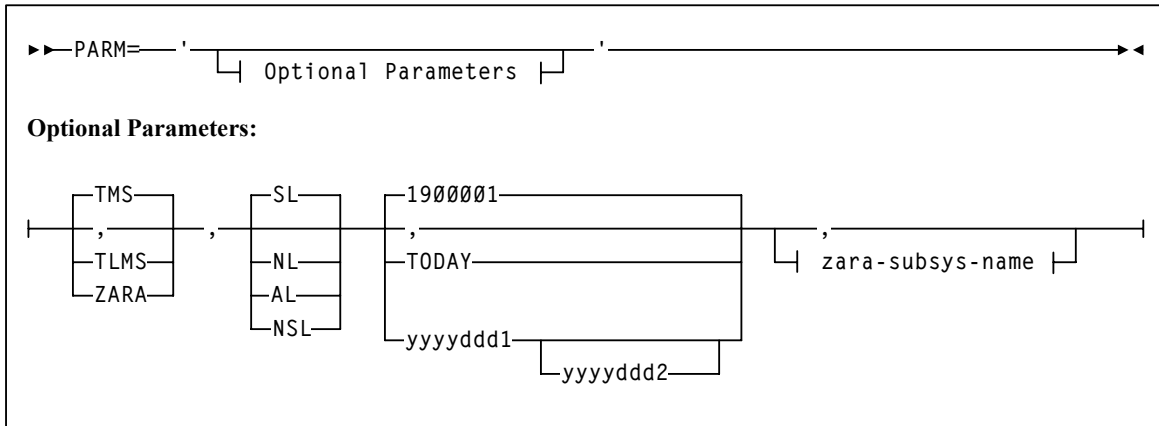 PARM= ' Optional Parameters '
Optional Parameters:
TMS SL 19ØØØØ1
, , ,  ,
TLMS NL TODAY zara-subsys-name
ZARA AL
NSL yyyyddd1
yyyyddd2